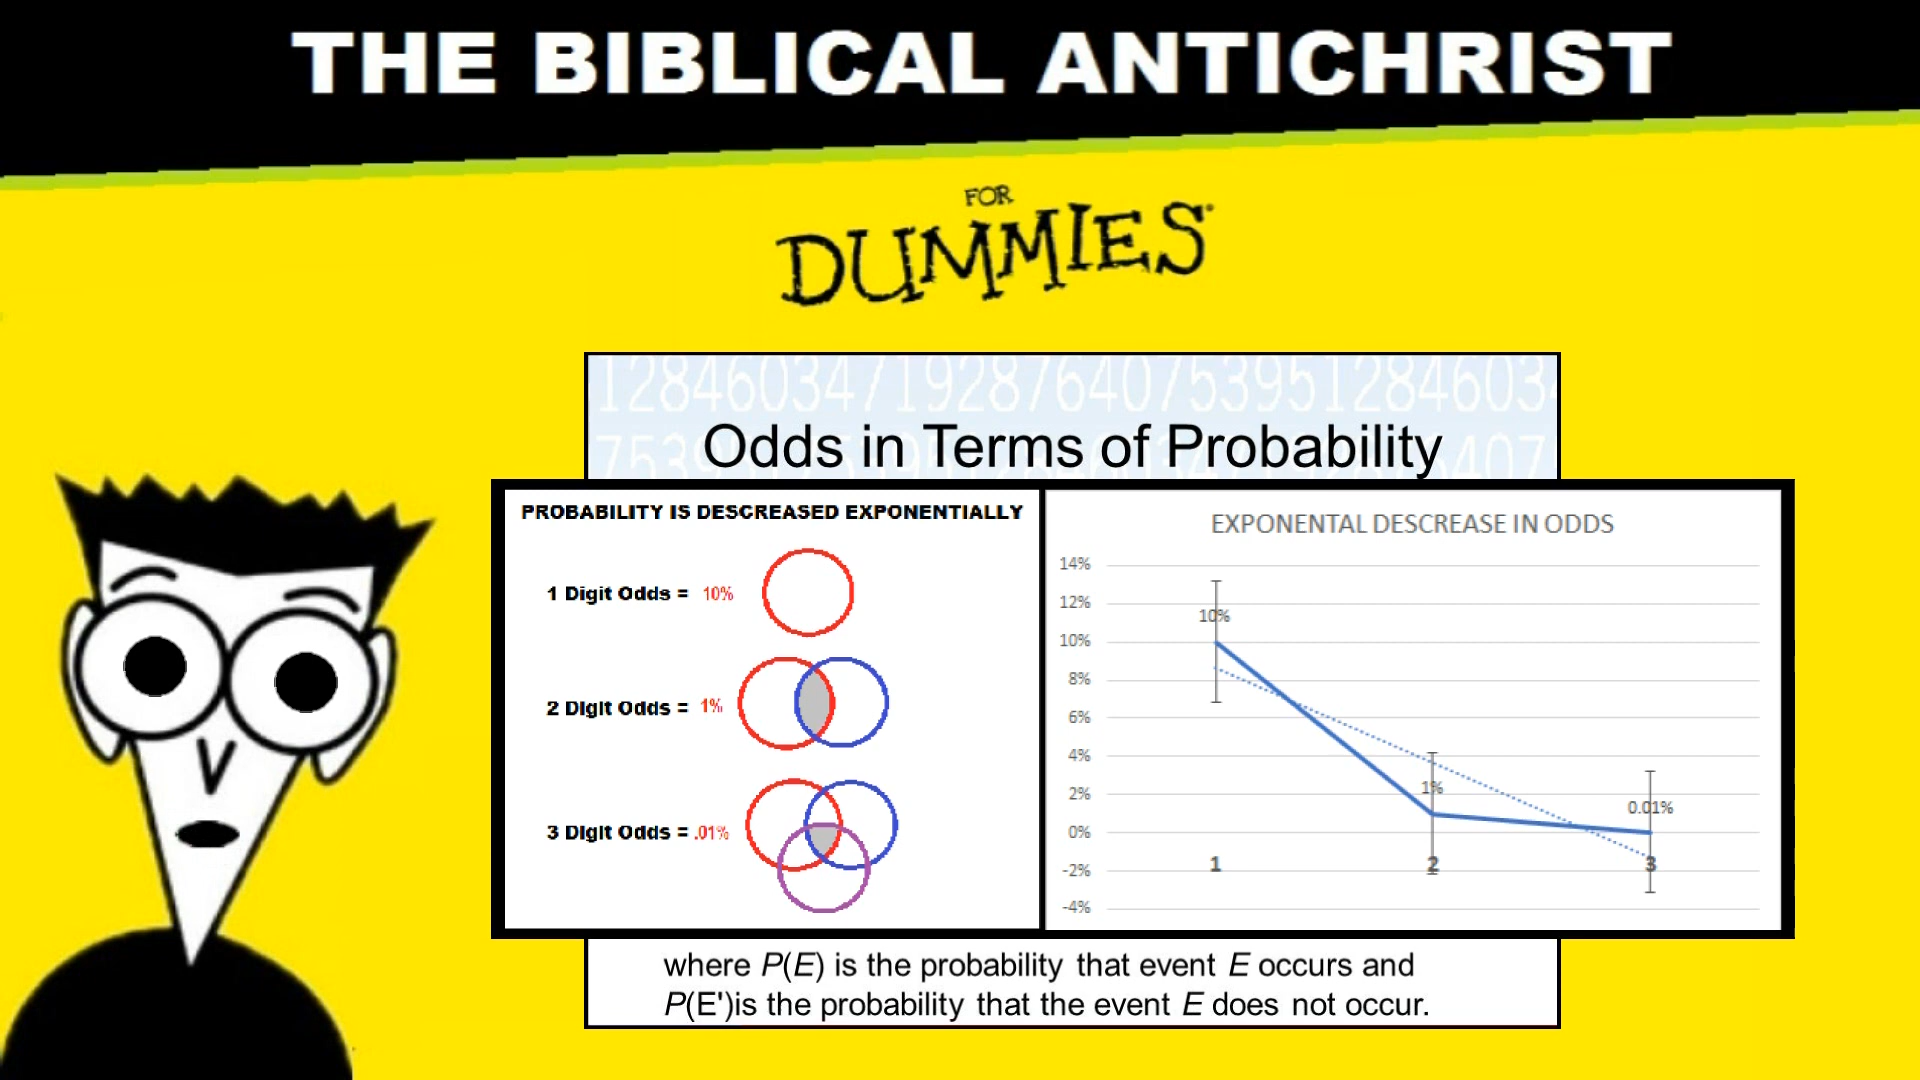 THE BIBLICAL ANTICHRIST
FOR
DUMMIES
128460347192876407539512846034
Odds in Terms of Probability
PROBABILITY IS DESCREASED EXPONENTIALLY
1 Digit Odds = 10%
2 Digit Odds = 1%
3 Digit Odds = .01%
EXPONENTAL DESCREASE IN ODDS
14%
12%
10%
8%
6%
4%
2%
0%
-2%
-4%
10%
1%
0.01%
1 2 3
where P(E) is the probability that event E occurs and
P(E')is the probability that the event E does not occur.